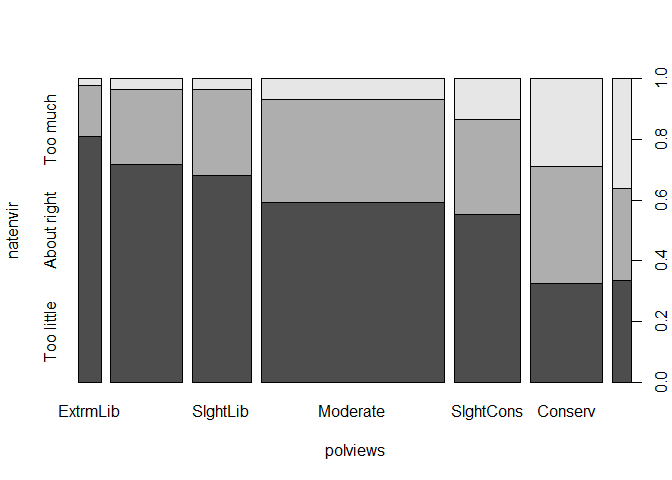 natenvir
Too much
About right
Too little
1.0
0.8
0.6
0.4
0.2
0.0
ExtrmLib SlghtLib Moderate SlghtCons Conserv
polviews